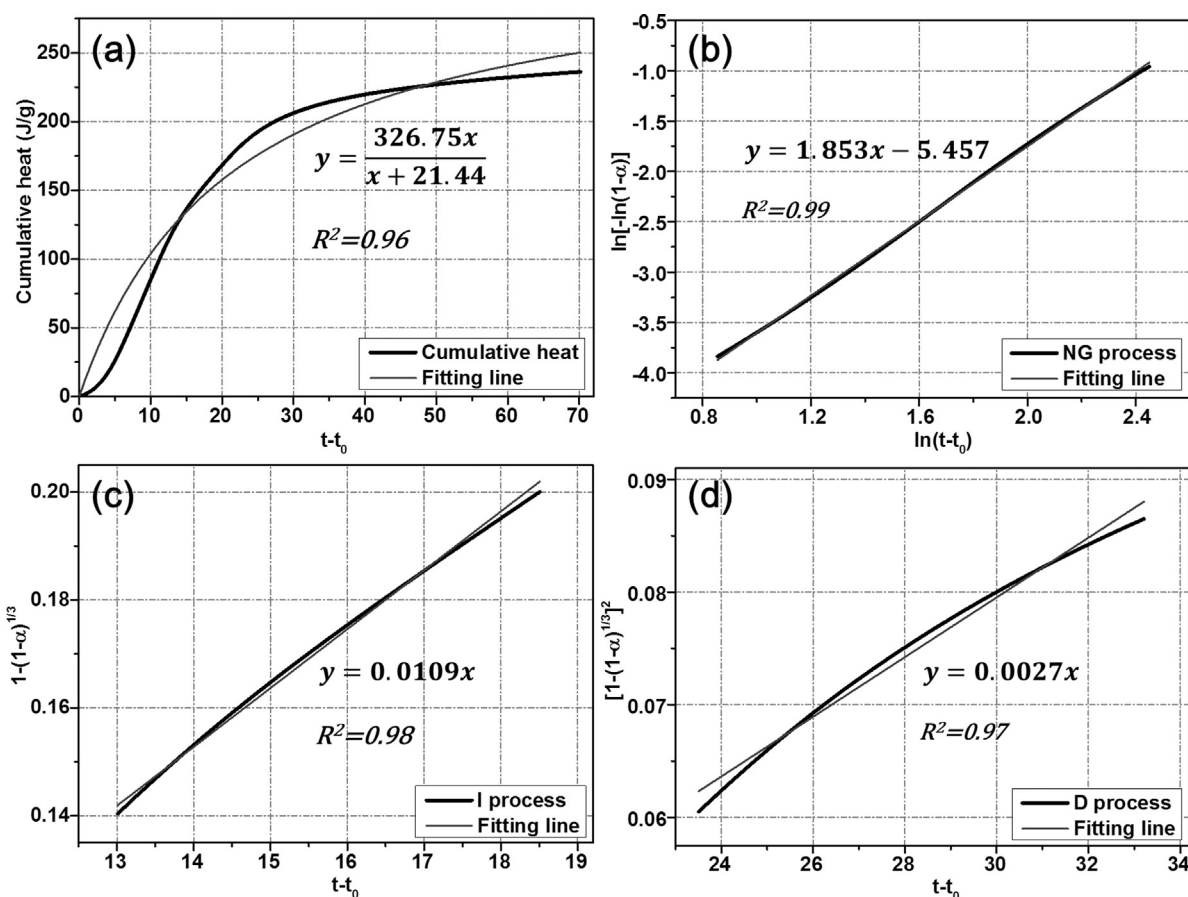 (a)
Cumulative heat (J/g)
250
200
150
100
50
0
y = 326.75x / x + 21.44
R²=0.96
Cumulative heat
Fitting line
0 10 20 30 40 50 60 70
t-t₀
(b)
ln[-ln(1-α)]
-0.5
-1.0
-1.5
-2.0
-2.5
-3.0
-3.5
-4.0
y = 1.853x − 5.457
R²=0.99
NG process
Fitting line
0.8 1.2 1.6 2.0 2.4
ln(t-t₀)
(c)
1-(1-α)^1/3
0.20
0.18
0.16
0.14
y = 0.0109x
R²=0.98
I process
Fitting line
13 14 15 16 17 18 19
t-t₀
(d)
[1-(1-α)^1/3]²
0.09
0.08
0.07
0.06
y = 0.0027x
R²=0.97
D process
Fitting line
24 26 28 30 32 34
t-t₀